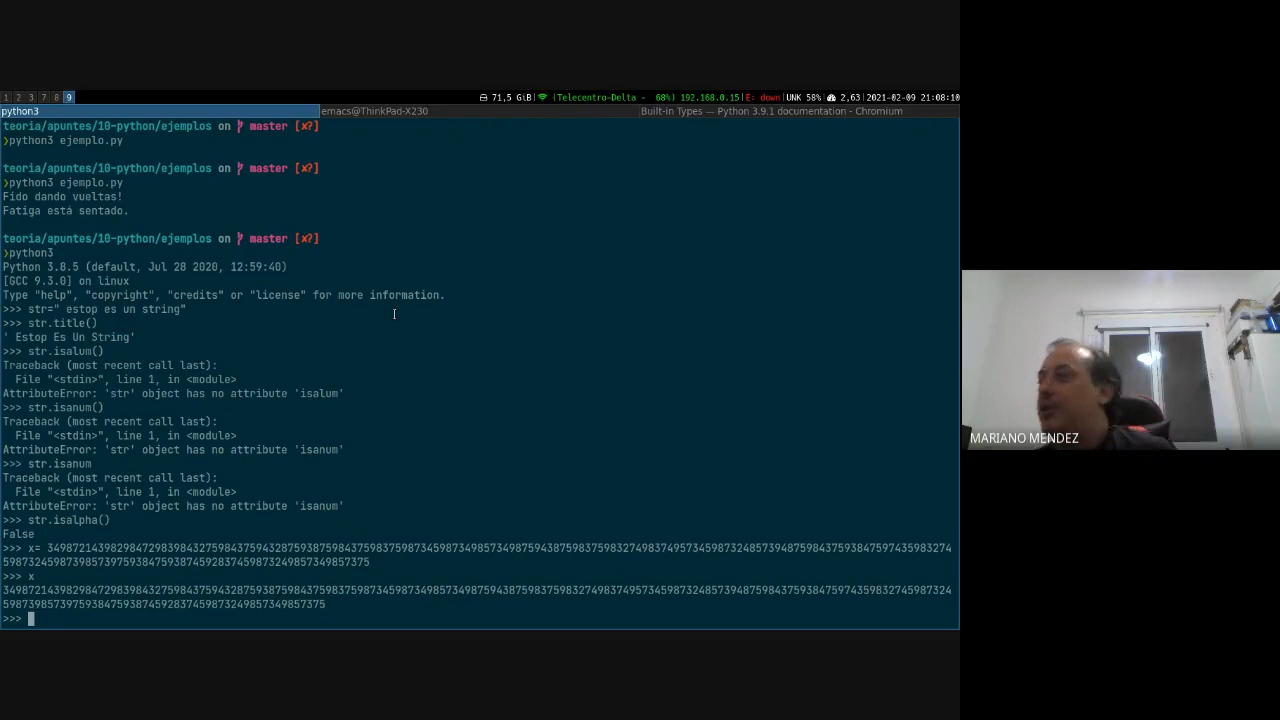 1 2 3 7 8 9
71,5 GiB| (Telecentro-Delta - 68%) 192.168.0.15|E: down|UNK 58%| 2,63|2021-02-09 21:08:10
python3
emacs@ThinkPad-X230
Built-in Types — Python 3.9.1 documentation - Chromium
teoria/apuntes/10-python/ejemplos on master [x?]
❯python3 ejemplo.py
teoria/apuntes/10-python/ejemplos on master [x?]
❯python3 ejemplo.py
Fido dando vueltas!
Fatiga está sentado.
teoria/apuntes/10-python/ejemplos on master [x?]
❯python3
Python 3.8.5 (default, Jul 28 2020, 12:59:40)
[GCC 9.3.0] on linux
Type "help", "copyright", "credits" or "license" for more information.
>>> str=" estop es un string"
>>> str.title()
' Estop Es Un String'
>>> str.isalum()
Traceback (most recent call last):
  File "<stdin>", line 1, in <module>
AttributeError: 'str' object has no attribute 'isalum'
>>> str.isanum()
Traceback (most recent call last):
  File "<stdin>", line 1, in <module>
AttributeError: 'str' object has no attribute 'isanum'
>>> str.isanum
Traceback (most recent call last):
  File "<stdin>", line 1, in <module>
AttributeError: 'str' object has no attribute 'isanum'
>>> str.isalpha()
False
>>> x=
>>> x
>>>
MARIANO MENDEZ